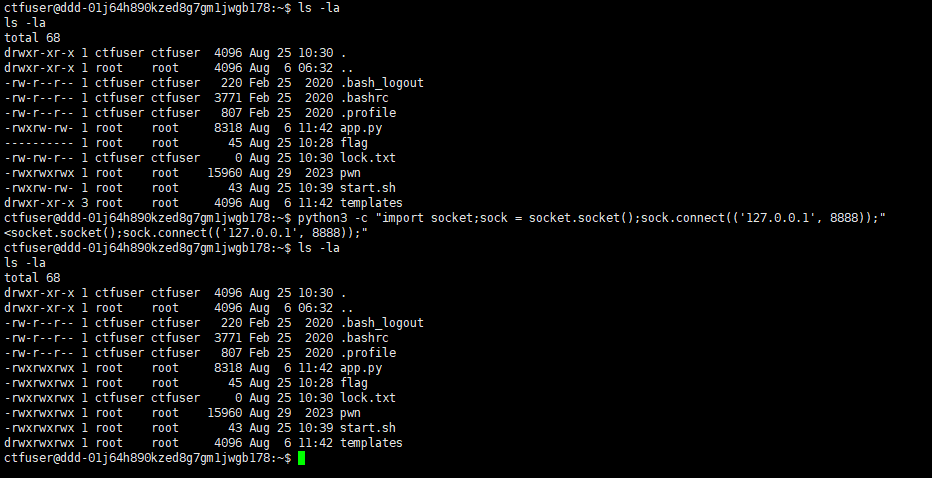 ctfuser@ddd-01j64h890kzed8g7gm1jwgb178:~$ ls -la
ls -la
total 68
drwxr-xr-x 1 ctfuser ctfuser  4096 Aug 25 10:30 .
drwxr-xr-x 1 root    root     4096 Aug  6 06:32 ..
-rw-r--r-- 1 ctfuser ctfuser   220 Feb 25  2020 .bash_logout
-rw-r--r-- 1 ctfuser ctfuser  3771 Feb 25  2020 .bashrc
-rw-r--r-- 1 ctfuser ctfuser   807 Feb 25  2020 .profile
-rwxrw-rw- 1 root    root     8318 Aug  6 11:42 app.py
---------- 1 root    root       45 Aug 25 10:28 flag
-rw-rw-r-- 1 ctfuser ctfuser     0 Aug 25 10:30 lock.txt
-rwxrwxrwx 1 root    root    15960 Aug 29  2023 pwn
-rwxrw-rw- 1 root    root       43 Aug 25 10:39 start.sh
drwxr-xr-x 3 root    root     4096 Aug  6 11:42 templates
ctfuser@ddd-01j64h890kzed8g7gm1jwgb178:~$ python3 -c "import socket;sock = socket.socket();sock.connect(('127.0.0.1', 8888));"
<socket.socket();sock.connect(('127.0.0.1', 8888));"
ctfuser@ddd-01j64h890kzed8g7gm1jwgb178:~$ ls -la
ls -la
total 68
drwxr-xr-x 1 ctfuser ctfuser  4096 Aug 25 10:30 .
drwxr-xr-x 1 root    root     4096 Aug  6 06:32 ..
-rw-r--r-- 1 ctfuser ctfuser   220 Feb 25  2020 .bash_logout
-rw-r--r-- 1 ctfuser ctfuser  3771 Feb 25  2020 .bashrc
-rw-r--r-- 1 ctfuser ctfuser   807 Feb 25  2020 .profile
-rwxrwxrwx 1 root    root     8318 Aug  6 11:42 app.py
-rwxrwxrwx 1 root    root       45 Aug 25 10:28 flag
-rwxrwxrwx 1 ctfuser ctfuser     0 Aug 25 10:30 lock.txt
-rwxrwxrwx 1 root    root    15960 Aug 29  2023 pwn
-rwxrwxrwx 1 root    root       43 Aug 25 10:39 start.sh
drwxrwxrwx 1 root    root     4096 Aug  6 11:42 templates
ctfuser@ddd-01j64h890kzed8g7gm1jwgb178:~$